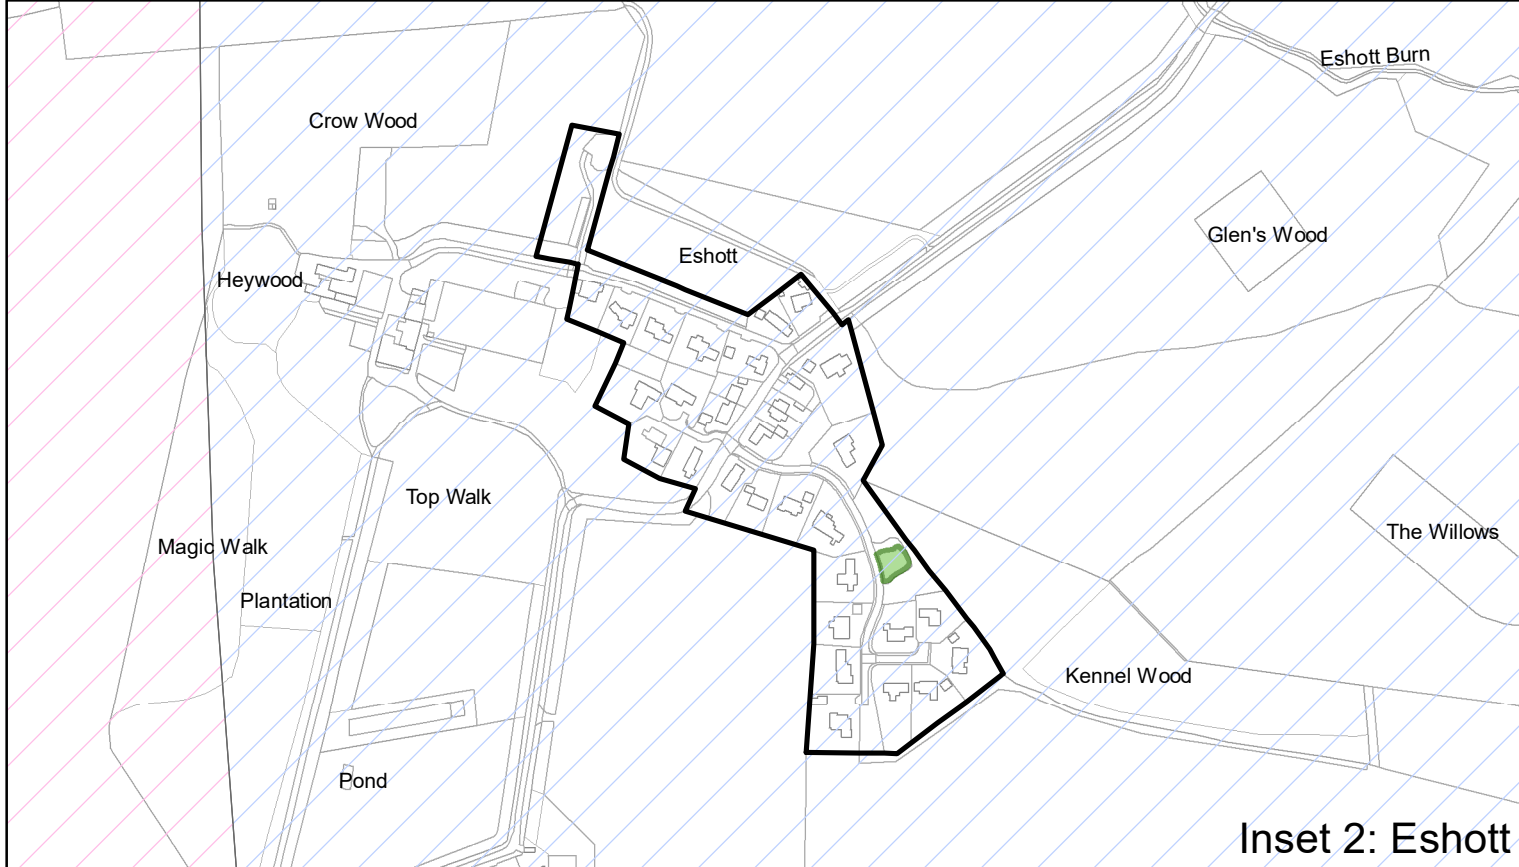 Eshott Burn
Crow Wood
Glen's Wood
Eshott
Heywood
Top Walk
The Willows
Magic Walk
Plantation
Kennel Wood
Pond
Inset 2: Eshott